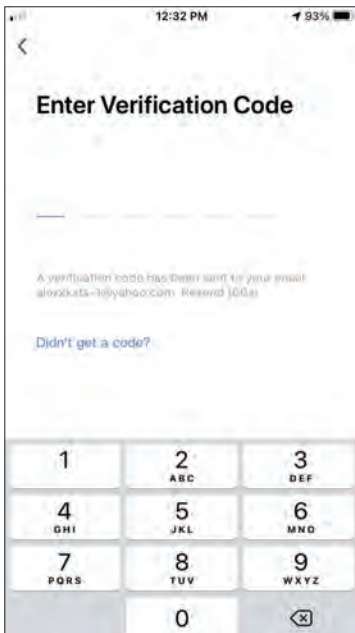 12:32 PM 93%
Enter Verification Code
A verification code has been sent to your email
Resend
Didn't get a code?
1 2 3
ABC DEF
4 5 6
GHI JKL MNO
7 8 9
PQRS TUV WXYZ
0